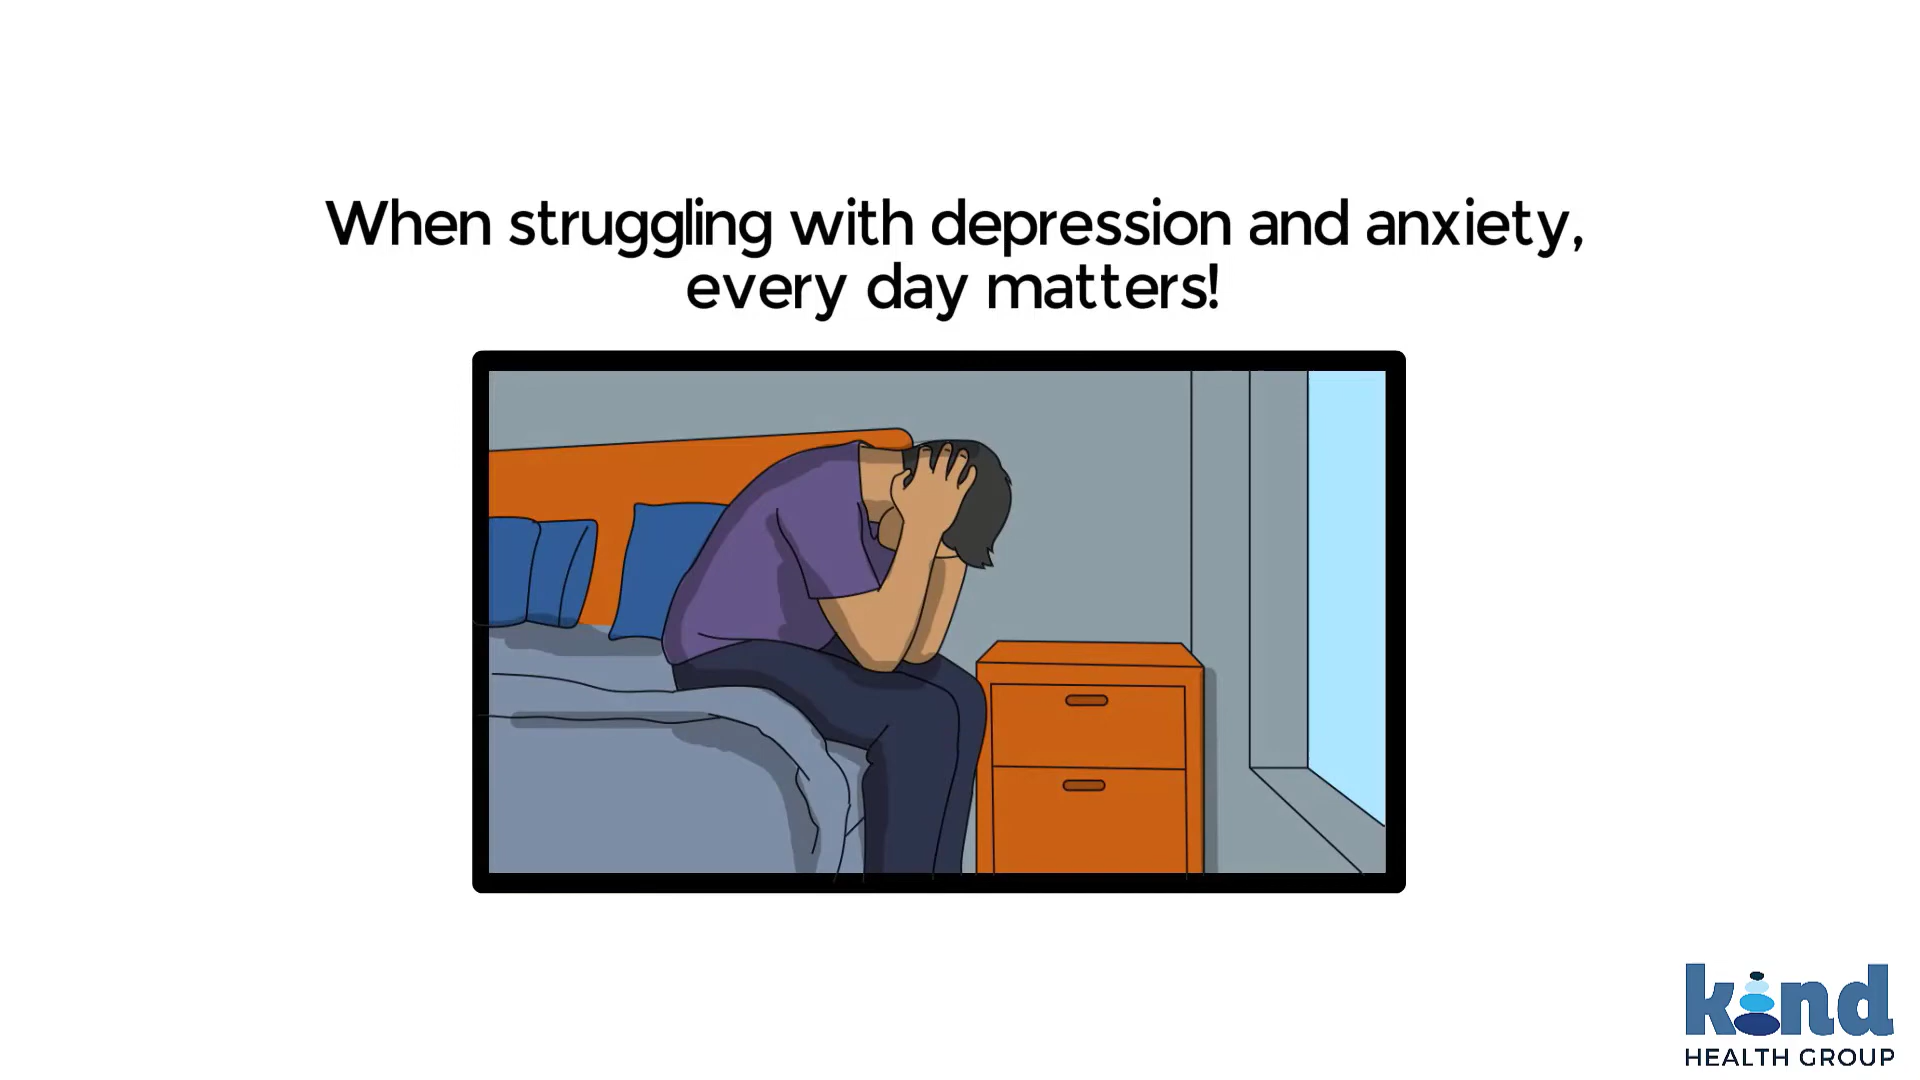 When struggling with depression and anxiety,
every day matters!
kind
HEALTH GROUP